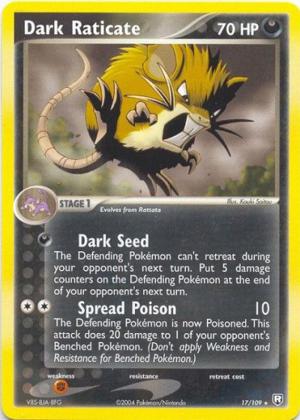 Dark Raticate 70 HP
Illus. Kouki Saitou
STAGE 1
Evolves from Rattata
Dark Seed
The Defending Pokémon can't retreat during
your opponent's next turn. Put 5 damage
counters on the Defending Pokémon at the end
of your opponent's next turn.
Spread Poison 10
The Defending Pokémon is now Poisoned. This
attack does 20 damage to 1 of your opponent's
Benched Pokémon. (Don't apply Weakness and
Resistance for Benched Pokémon.)
weakness resistance retreat cost
©2004 Pokémon/Nintendo 17/109
R